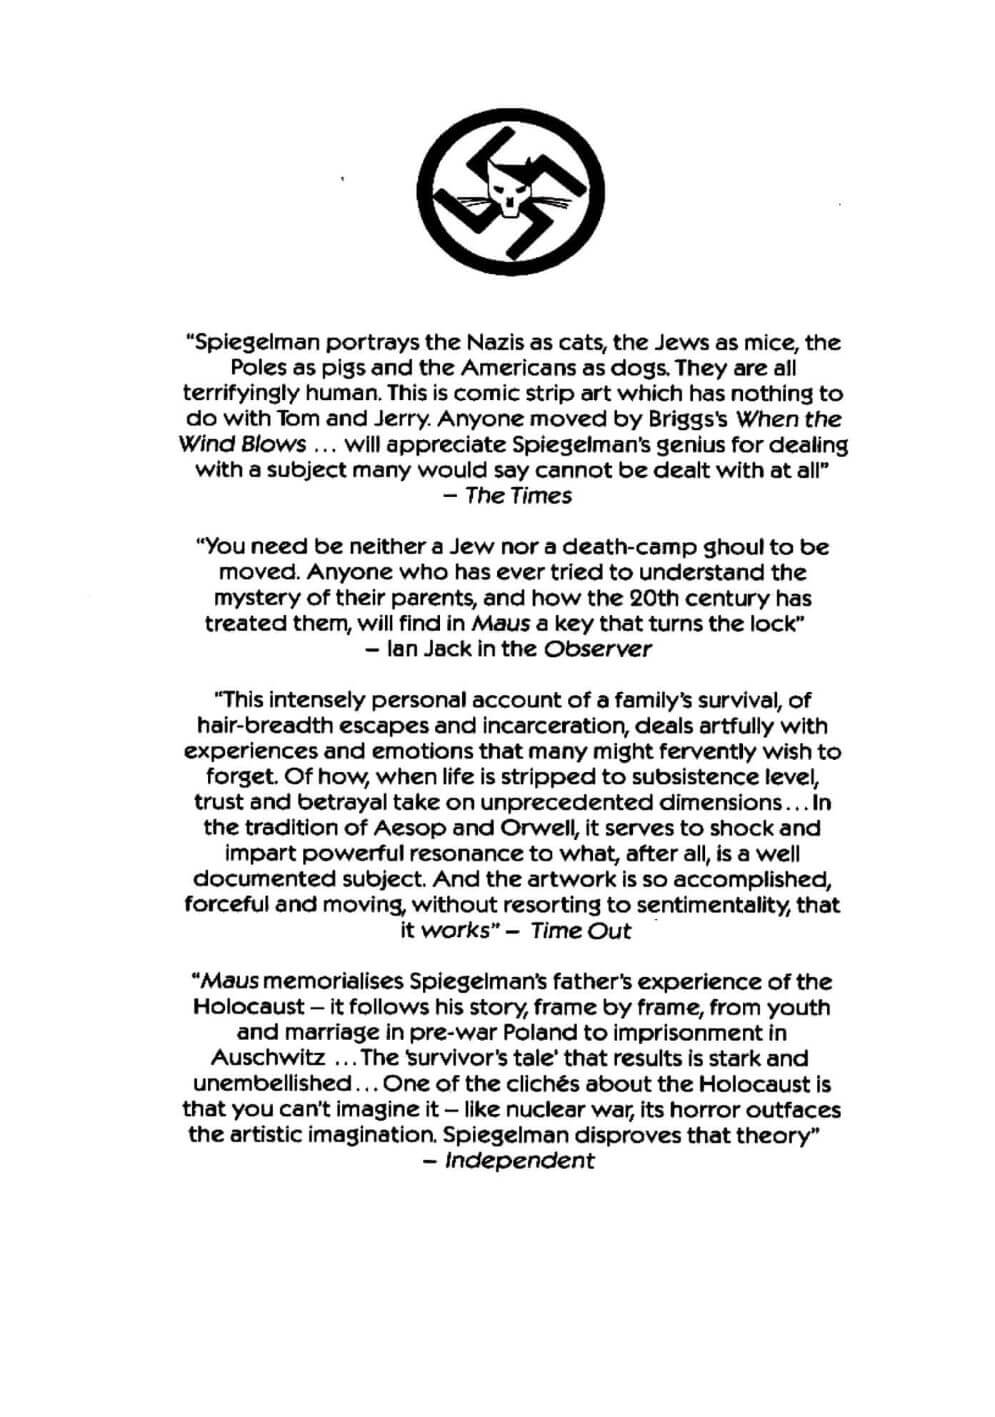 "Spiegelman portrays the Nazis as cats, the Jews as mice, the
Poles as pigs and the Americans as dogs. They are all
terrifyingly human. This is comic strip art which has nothing to
do with Tom and Jerry. Anyone moved by Briggs's When the
Wind Blows ... will appreciate Spiegelman's genius for dealing
with a subject many would say cannot be dealt with at all"
– The Times
"You need be neither a Jew nor a death-camp ghoul to be
moved. Anyone who has ever tried to understand the
mystery of their parents, and how the 20th century has
treated them, will find in Maus a key that turns the lock"
– Ian Jack in the Observer
"This intensely personal account of a family's survival, of
hair-breadth escapes and incarceration, deals artfully with
experiences and emotions that many might fervently wish to
forget. Of how, when life is stripped to subsistence level,
trust and betrayal take on unprecedented dimensions...In
the tradition of Aesop and Orwell, it serves to shock and
impart powerful resonance to what, after all, is a well
documented subject. And the artwork is so accomplished,
forceful and moving, without resorting to sentimentality, that
it works" – Time Out
"Maus memorialises Spiegelman's father's experience of the
Holocaust – it follows his story, frame by frame, from youth
and marriage in pre-war Poland to imprisonment in
Auschwitz ...The 'survivor's tale' that results is stark and
unembellished...One of the clichés about the Holocaust is
that you can't imagine it – like nuclear war, its horror outfaces
the artistic imagination. Spiegelman disproves that theory"
– Independent